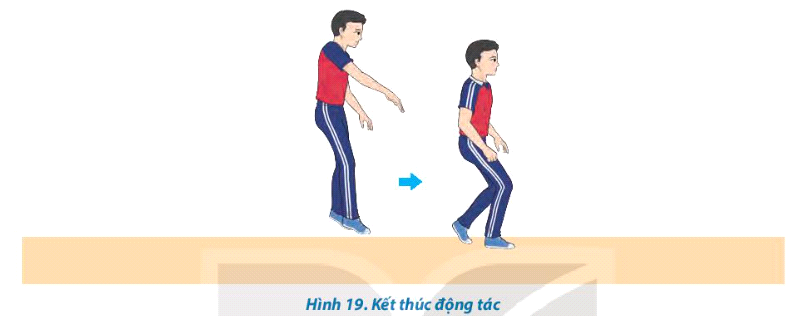 Hình 19. Kết thúc động tác